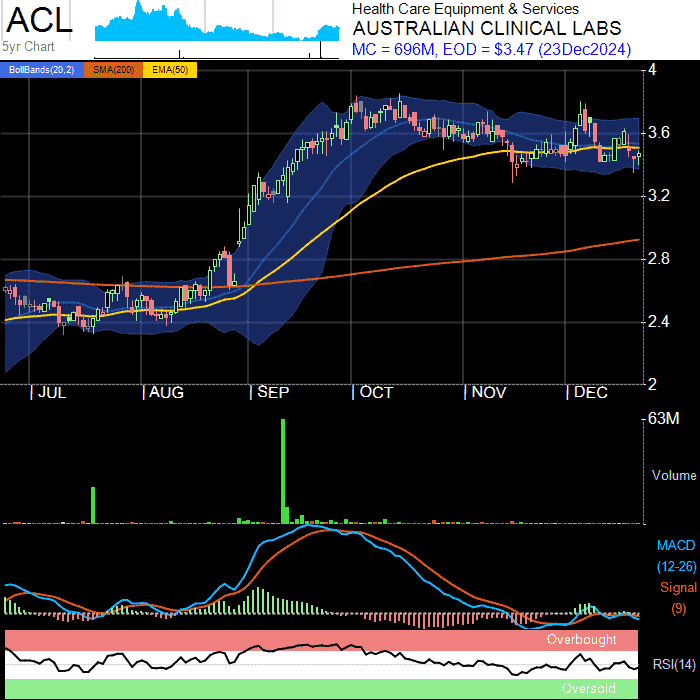 ACL
5yr Chart
Health Care Equipment & Services
AUSTRALIAN CLINICAL LABS
MC = 696M, EOD = $3.47 (23Dec2024)
BollBands(20,2) SMA(200) EMA(50)
4
3.6
3.2
2.8
2.4
2
JUL AUG SEP OCT NOV DEC
63M
Volume
MACD
(12-26)
Signal
(9)
Overbought
RSI(14)
Oversold